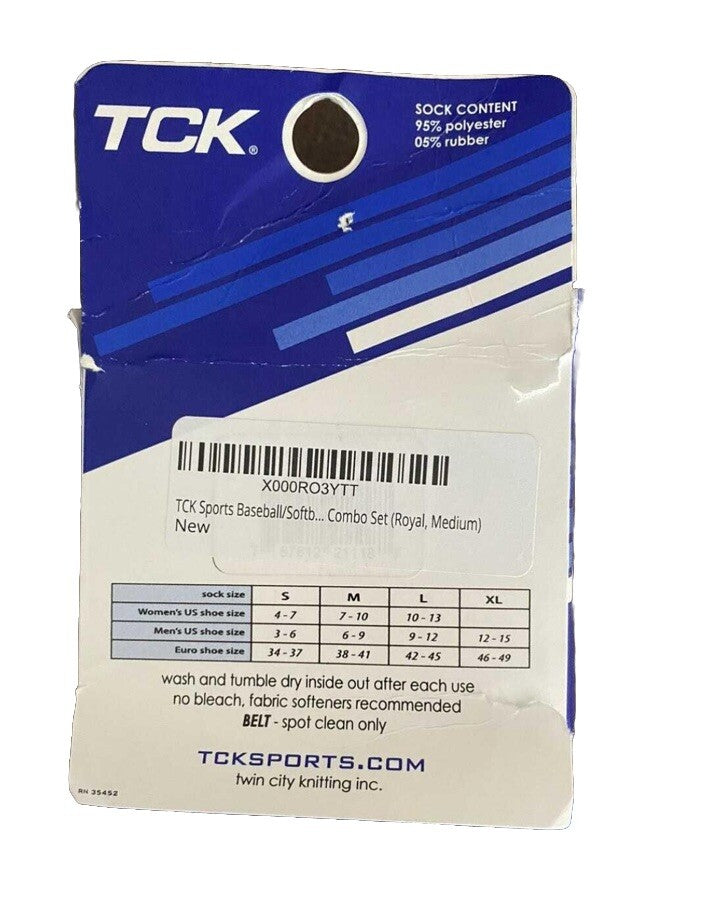 TCK®
SOCK CONTENT
95% polyester
05% rubber
X000RO3YTT
TCK Sports Baseball/Softb... Combo Set (Royal, Medium)
New
sock size S M L XL
Women's US shoe size 4 - 7 7 - 10 10 - 13
Men's US shoe size 3 - 6 6 - 9 9 - 12 12 - 15
Euro shoe size 34 - 37 38 - 41 42 - 45 46 - 49
wash and tumble dry inside out after each use
no bleach, fabric softeners recommended
BELT - spot clean only
TCKSPORTS.COM
twin city knitting inc.
RN 35452